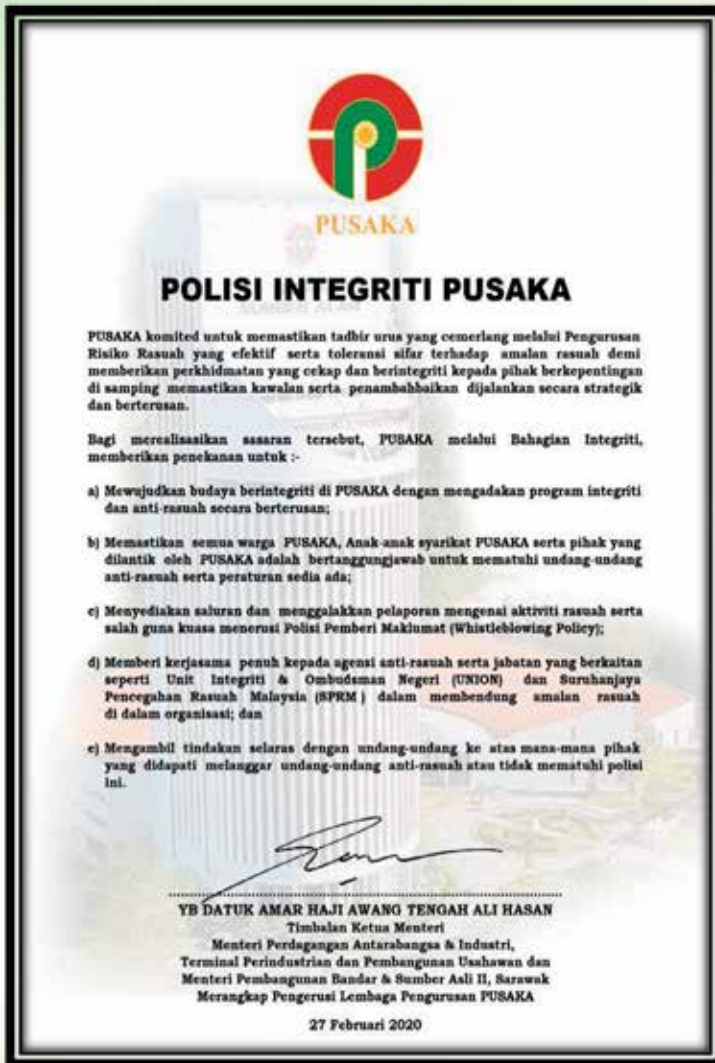 PUSAKA
POLISI INTEGRITI PUSAKA
PUSAKA komited untuk memastikan tadbir urus yang cemerlang melalui Pengurusan
Risiko Rasuah yang efektif serta toleransi sifar terhadap amalan rasuah demi
memberikan perkhidmatan yang cekap dan berintegriti kepada pihak berkepentingan
di samping memastikan kawalan serta penambahbaikan dijalankan secara strategik
dan berterusan.
Bagi merealisasikan sasaran tersebut, PUSAKA melalui Bahagian Integriti,
memberikan penekanan untuk :-
a) Mewujudkan budaya berintegriti di PUSAKA dengan mengadakan program integriti
dan anti-rasuah secara berterusan;
b) Memastikan semua warga PUSAKA, Anak-anak syarikat PUSAKA serta pihak yang
dilantik oleh PUSAKA adalah bertanggungjawab untuk mematuhi undang-undang
anti-rasuah serta peraturan sedia ada;
c) Menyediakan saluran dan menggalakkan pelaporan mengenai aktiviti rasuah serta
salah guna kuasa menerusi Polisi Pemberi Maklumat (Whistleblowing Policy);
d) Memberi kerjasama penuh kepada agensi anti-rasuah serta jabatan yang berkaitan
seperti Unit Integriti & Ombudsman Negeri (UNION) dan Suruhanjaya
Pencegahan Rasuah Malaysia (SPRM ) dalam membendung amalan rasuah
di dalam organisasi; dan
e) Mengambil tindakan selaras dengan undang-undang ke atas mana-mana pihak
yang didapati melanggar undang-undang anti-rasuah atau tidak mematuhi polisi
ini.
YB DATUK AMAR HAJI AWANG TENGAH ALI HASAN
Timbalan Ketua Menteri
Menteri Perdagangan Antarabangsa & Industri,
Terminal Perindustrian dan Pembangunan Usahawan dan
Menteri Pembangunan Bandar & Sumber Asli II, Sarawak
Merangkap Pengerusi Lembaga Pengurusan PUSAKA
27 Februari 2020